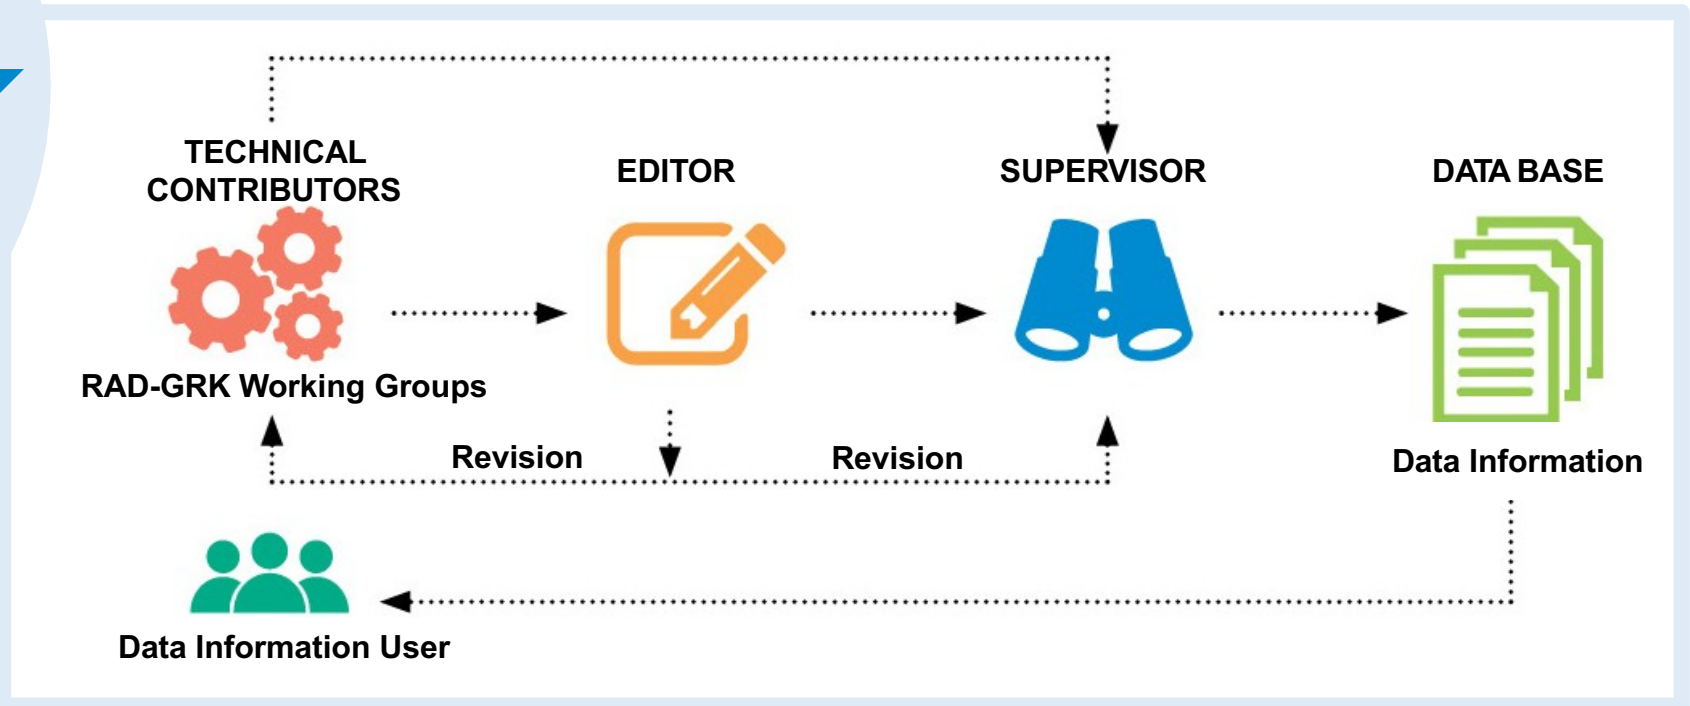 TECHNICAL
CONTRIBUTORS
EDITOR
SUPERVISOR
DATA BASE
RAD-GRK Working Groups
Revision
Revision
Data Information
Data Information User